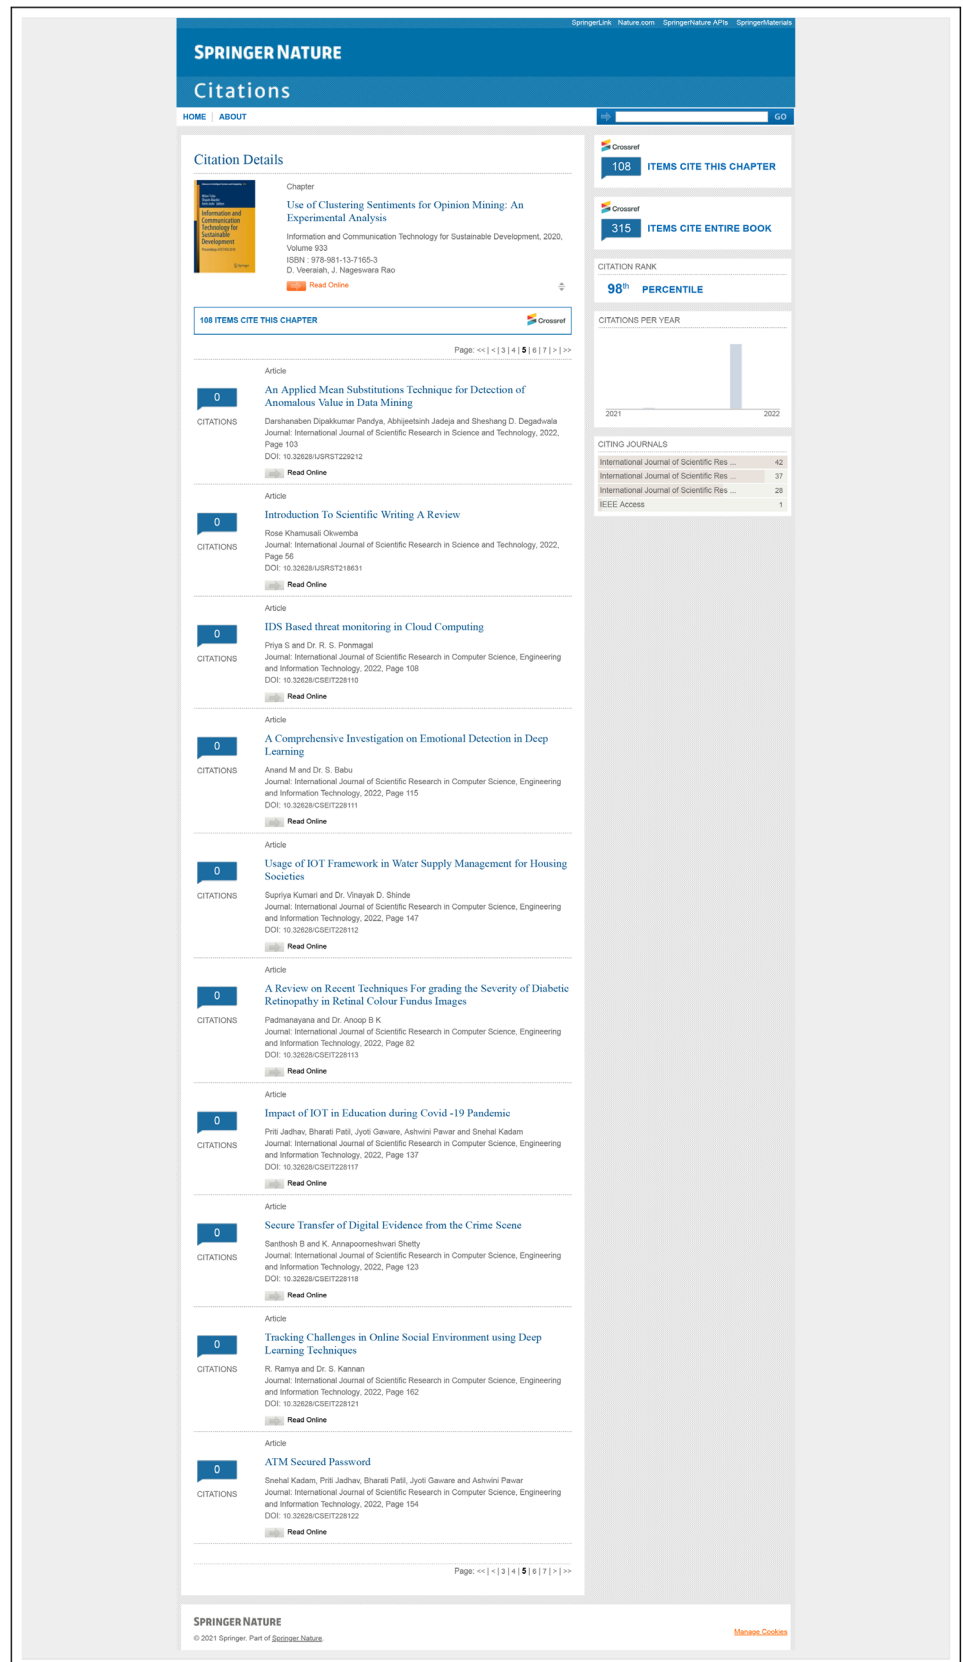 SpringerLink Nature.com SpringerNature APIs SpringerMaterials
SPRINGER NATURE
Citations
HOME | ABOUT
GO
Citation Details
Chapter
Use of Clustering Sentiments for Opinion Mining: An
Experimental Analysis
Information and Communication Technology for Sustainable Development, 2020,
Volume 933
ISBN : 978-981-13-7165-3
D. Veeraiah, J. Nageswara Rao
Read Online
Information and
Communication
Technology for
Sustainable
Development
Springer
108 ITEMS CITE THIS CHAPTER
Crossref
Page: << | < | 3 | 4 | 5 | 6 | 7 | > | >>
Article
0
CITATIONS
An Applied Mean Substitutions Technique for Detection of
Anomalous Value in Data Mining
Darshanaben Dipakkumar Pandya, Abhijeetsinh Jadeja and Sheshang D. Degadwala
Journal: International Journal of Scientific Research in Science and Technology, 2022,
Page 103
DOI: 10.32628/IJSRST229212
Read Online
Article
0
CITATIONS
Introduction To Scientific Writing A Review
Rose Khamusali Okwemba
Journal: International Journal of Scientific Research in Science and Technology, 2022,
Page 56
DOI: 10.32628/IJSRST218631
Read Online
Article
0
CITATIONS
IDS Based threat monitoring in Cloud Computing
Priya S and Dr. R. S. Ponmagal
Journal: International Journal of Scientific Research in Computer Science, Engineering
and Information Technology, 2022, Page 108
DOI: 10.32628/CSEIT228110
Read Online
Article
0
CITATIONS
A Comprehensive Investigation on Emotional Detection in Deep
Learning
Anand M and Dr. S. Babu
Journal: International Journal of Scientific Research in Computer Science, Engineering
and Information Technology, 2022, Page 115
DOI: 10.32628/CSEIT228111
Read Online
Article
0
CITATIONS
Usage of IOT Framework in Water Supply Management for Housing
Societies
Supriya Kumari and Dr. Vinayak D. Shinde
Journal: International Journal of Scientific Research in Computer Science, Engineering
and Information Technology, 2022, Page 147
DOI: 10.32628/CSEIT228112
Read Online
Article
0
CITATIONS
A Review on Recent Techniques For grading the Severity of Diabetic
Retinopathy in Retinal Colour Fundus Images
Padmanayana and Dr. Anoop B K
Journal: International Journal of Scientific Research in Computer Science, Engineering
and Information Technology, 2022, Page 82
DOI: 10.32628/CSEIT228113
Read Online
Article
0
CITATIONS
Impact of IOT in Education during Covid -19 Pandemic
Priti Jadhav, Bharati Patil, Jyoti Gaware, Ashwini Pawar and Snehal Kadam
Journal: International Journal of Scientific Research in Computer Science, Engineering
and Information Technology, 2022, Page 137
DOI: 10.32628/CSEIT228117
Read Online
Article
0
CITATIONS
Secure Transfer of Digital Evidence from the Crime Scene
Santhosh B and K. Annapoorneshwari Shetty
Journal: International Journal of Scientific Research in Computer Science, Engineering
and Information Technology, 2022, Page 123
DOI: 10.32628/CSEIT228118
Read Online
Article
0
CITATIONS
Tracking Challenges in Online Social Environment using Deep
Learning Techniques
R. Ramya and Dr. S. Kannan
Journal: International Journal of Scientific Research in Computer Science, Engineering
and Information Technology, 2022, Page 162
DOI: 10.32628/CSEIT228121
Read Online
Article
0
CITATIONS
ATM Secured Password
Snehal Kadam, Priti Jadhav, Bharati Patil, Jyoti Gaware and Ashwini Pawar
Journal: International Journal of Scientific Research in Computer Science, Engineering
and Information Technology, 2022, Page 154
DOI: 10.32628/CSEIT228122
Read Online
Page: << | < | 3 | 4 | 5 | 6 | 7 | > | >>
Crossref
108 ITEMS CITE THIS CHAPTER
Crossref
315 ITEMS CITE ENTIRE BOOK
CITATION RANK
98th PERCENTILE
CITATIONS PER YEAR
2021 2022
CITING JOURNALS
International Journal of Scientific Res ... 42
International Journal of Scientific Res ... 37
International Journal of Scientific Res ... 28
IEEE Access 1
SPRINGER NATURE
© 2021 Springer. Part of Springer Nature.
Manage Cookies